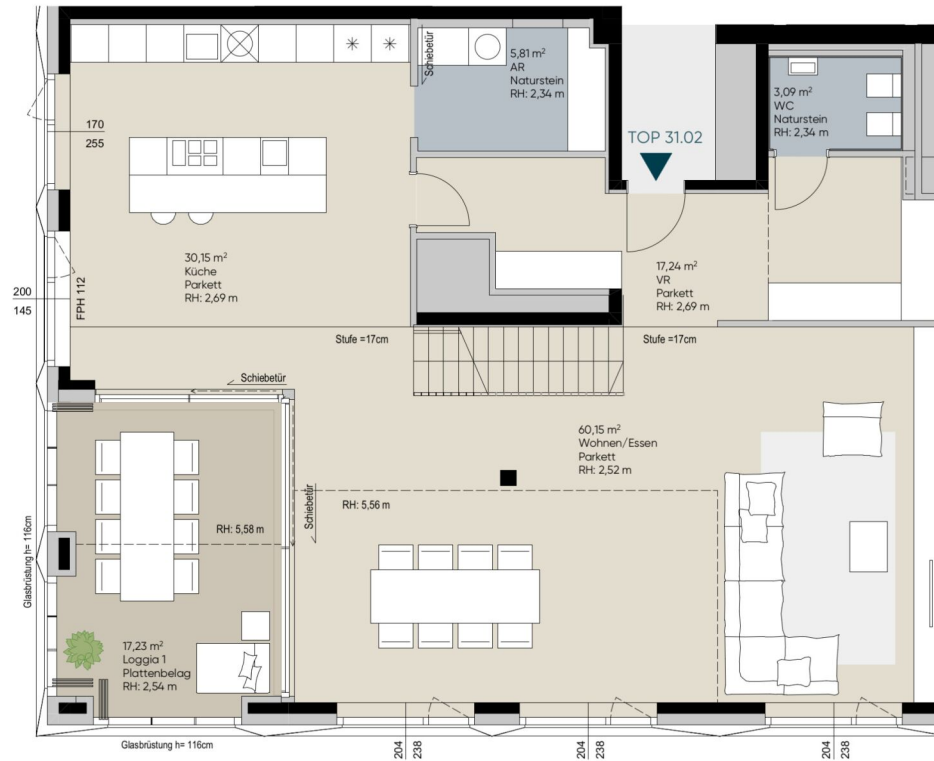 Schiebetür
5,81 m²
AR
Naturstein
RH: 2,34 m
3,09 m²
WC
Naturstein
RH: 2,34 m
TOP 31.02
170
255
30,15 m²
Küche
Parkett
RH: 2,69 m
17,24 m²
VR
Parkett
RH: 2,69 m
200
145
FPH 112
Stufe =17cm
Stufe =17cm
Schiebetür
60,15 m²
Wohnen/Essen
Parkett
RH: 2,52 m
RH: 5,58 m
Schiebetür
RH: 5,56 m
Glasbrüstung h= 116cm
17,23 m²
Loggia 1
Plattenbelag
RH: 2,54 m
Glasbrüstung h= 116cm
204
238
204
238
204
238